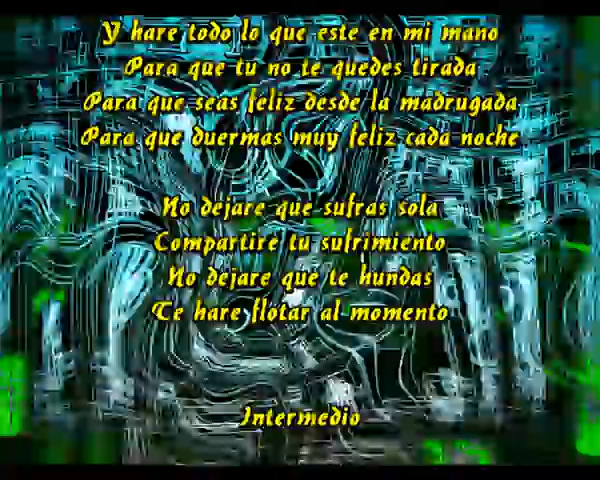 Y hare todo lo que este en mi mano
Para que tu no te quedes tirada
Para que seas feliz desde la madrugada
Para que duermas muy feliz cada noche
No dejare que sufras sola
Compartire tu sufrimiento
No dejare que te hundas
Te hare flotar al momento
Intermedio